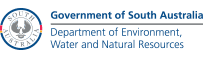 SOUTH
AUSTRALIA
Government of South Australia
Department of Environment,
Water and Natural Resources